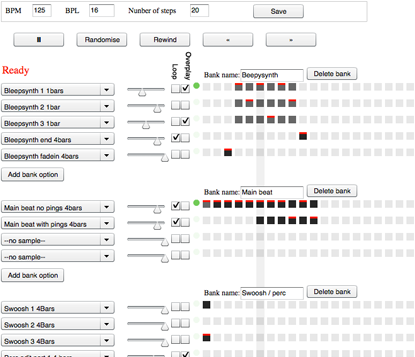 BPM 125 BPL 16 Nunber of steps 20 Save
Randomise Rewind
Ready
Loop Overplay
Bank name: Beepysynth Delete bank
Bleepsynth 1 1bars
Bleepsynth 2 1bar
Bleepsynth 3 1bar
Bleepsynth end 4bars
Bleepsynth fadein 4bars
Add bank option
Bank name: Main beat Delete bank
Main beat no pings 4bars
Main beat with pings 4bars
--no sample--
--no sample--
Add bank option
Bank name: Swoosh / perc Delete bank
Swoosh 1 4Bars
Swoosh 2 4Bars
Swoosh 3 4Bars